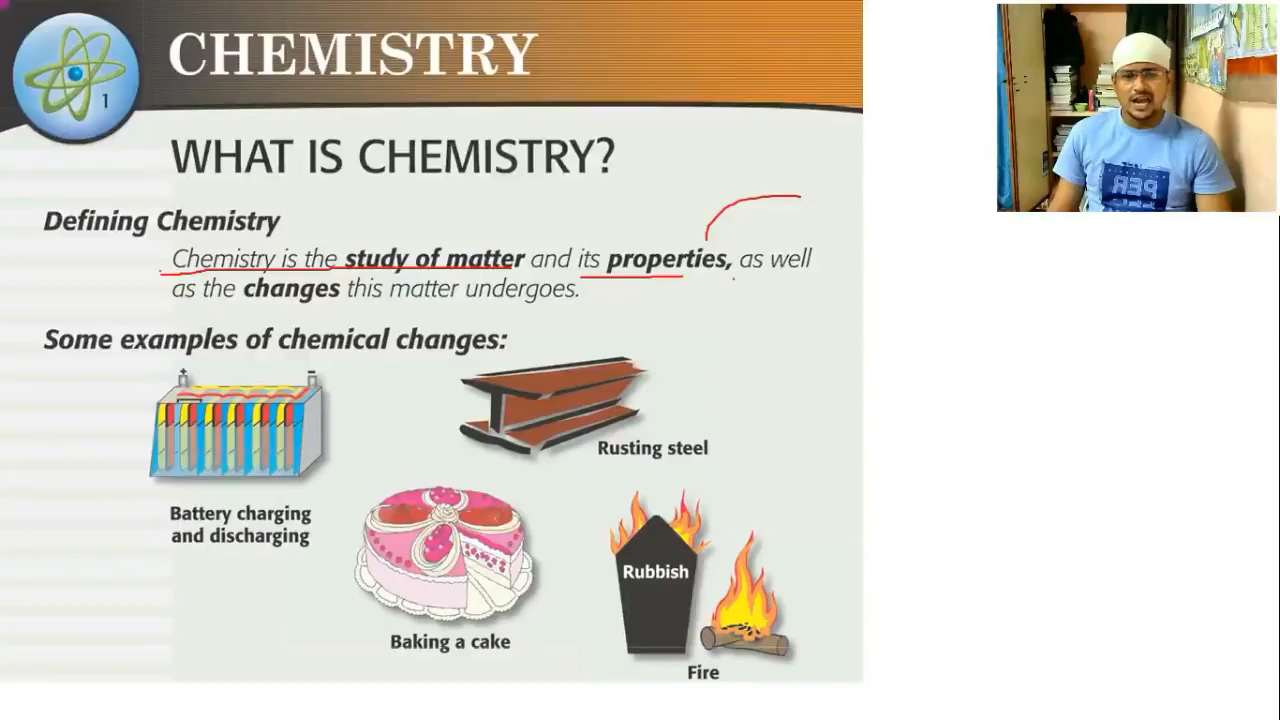 CHEMISTRY
1
WHAT IS CHEMISTRY?
Defining Chemistry
Chemistry is the study of matter and its properties, as well
as the changes this matter undergoes.
Some examples of chemical changes:
+ –
Rusting steel
Battery charging
and discharging
Rubbish
Baking a cake
Fire